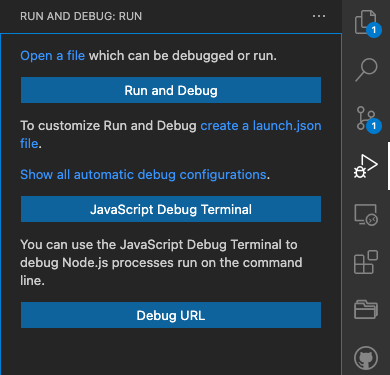 RUN AND DEBUG: RUN
Open a file which can be debugged or run.
Run and Debug
To customize Run and Debug create a launch.json
file.
Show all automatic debug configurations.
JavaScript Debug Terminal
You can use the JavaScript Debug Terminal to
debug Node.js processes run on the command
line.
Debug URL
1
1